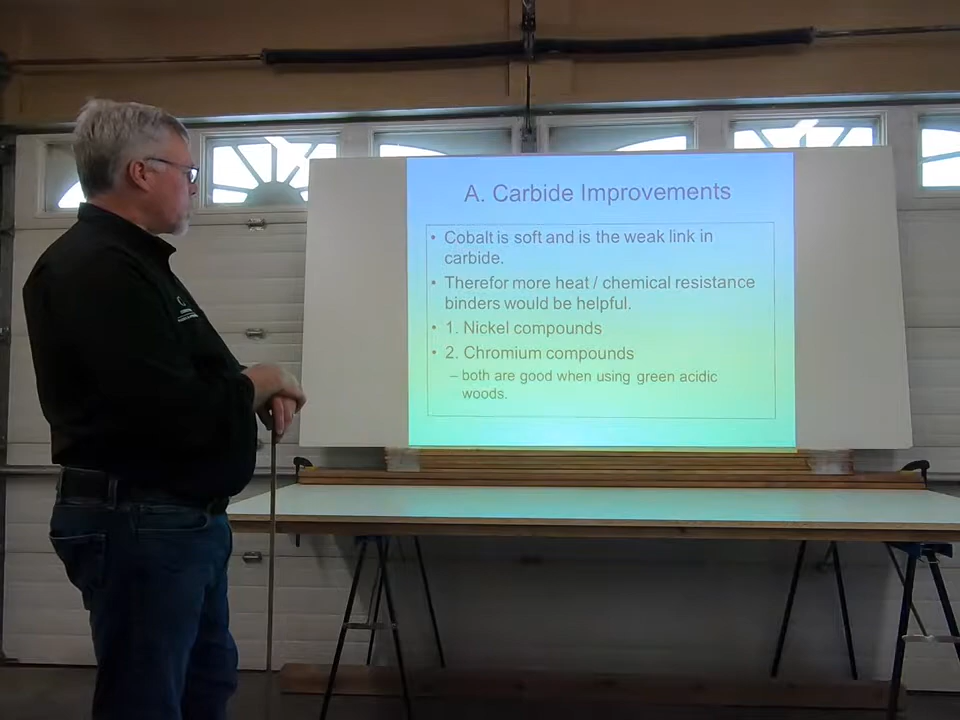 A. Carbide Improvements
• Cobalt is soft and is the weak link in
carbide.
• Therefor more heat / chemical resistance
binders would be helpful.
• 1. Nickel compounds
• 2. Chromium compounds
– both are good when using green acidic
woods.